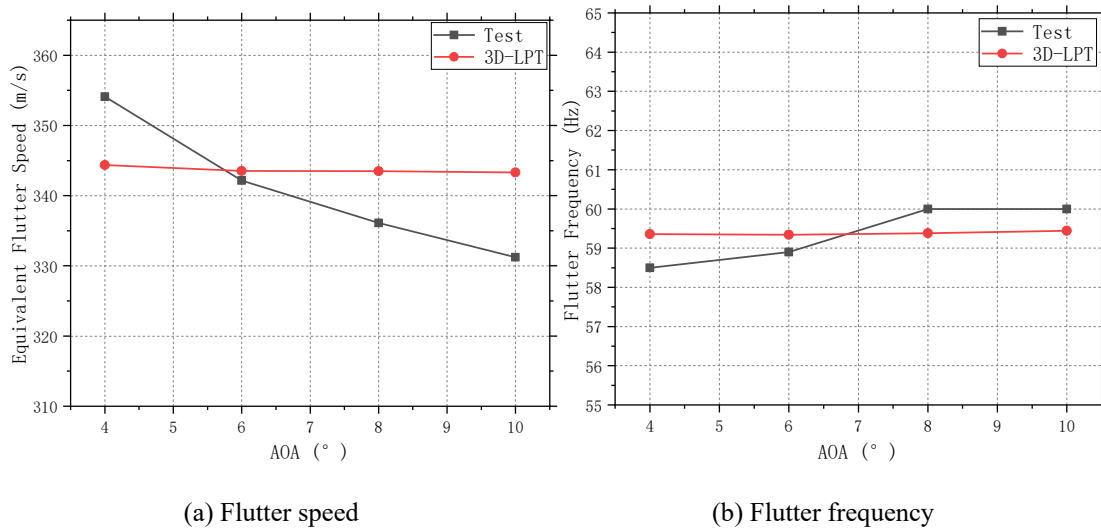 Test
3D-LPT
Equivalent Flutter Speed (m/s)
360
350
340
330
320
310
4 5 6 7 8 9 10
AOA (°)
(a) Flutter speed
Test
3D-LPT
Flutter Frequency (Hz)
65
64
63
62
61
60
59
58
57
56
55
4 5 6 7 8 9 10
AOA (°)
(b) Flutter frequency